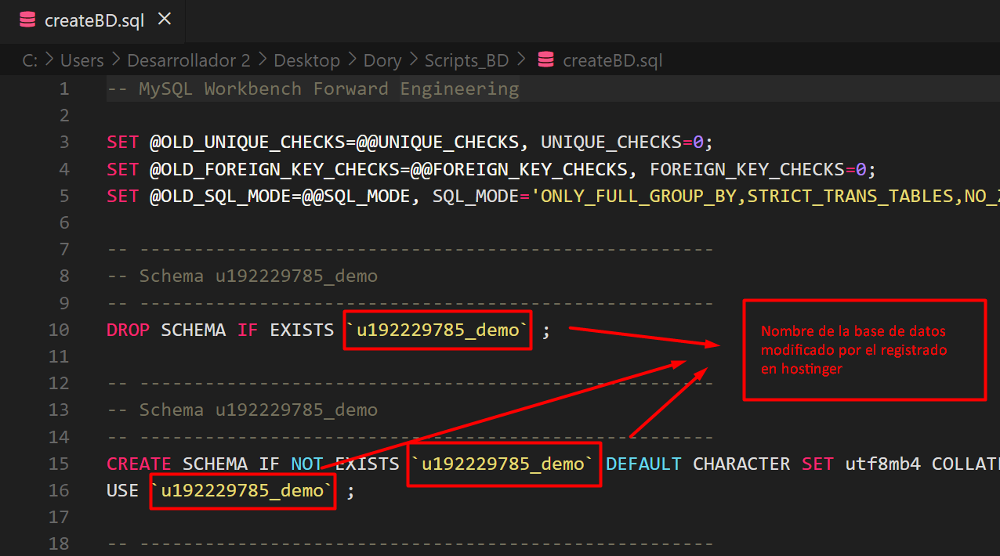 createBD.sql
C: > Users > Desarrollador 2 > Desktop > Dory > Scripts_BD > createBD.sql
1 -- MySQL Workbench Forward Engineering
2
3 SET @OLD_UNIQUE_CHECKS=@@UNIQUE_CHECKS, UNIQUE_CHECKS=0;
4 SET @OLD_FOREIGN_KEY_CHECKS=@@FOREIGN_KEY_CHECKS, FOREIGN_KEY_CHECKS=0;
5 SET @OLD_SQL_MODE=@@SQL_MODE, SQL_MODE='ONLY_FULL_GROUP_BY,STRICT_TRANS_TABLES,NO_
6
7 -- -----------------------------------------------------
8 -- Schema u192229785_demo
9 -- -----------------------------------------------------
10 DROP SCHEMA IF EXISTS `u192229785_demo` ;
11
12 -- -----------------------------------------------------
13 -- Schema u192229785_demo
14 -- -----------------------------------------------------
15 CREATE SCHEMA IF NOT EXISTS `u192229785_demo` DEFAULT CHARACTER SET utf8mb4 COLLAT
16 USE `u192229785_demo` ;
17
18 -- -----------------------------------------------------
Nombre de la base de datos
modificado por el registrado
en hostinger